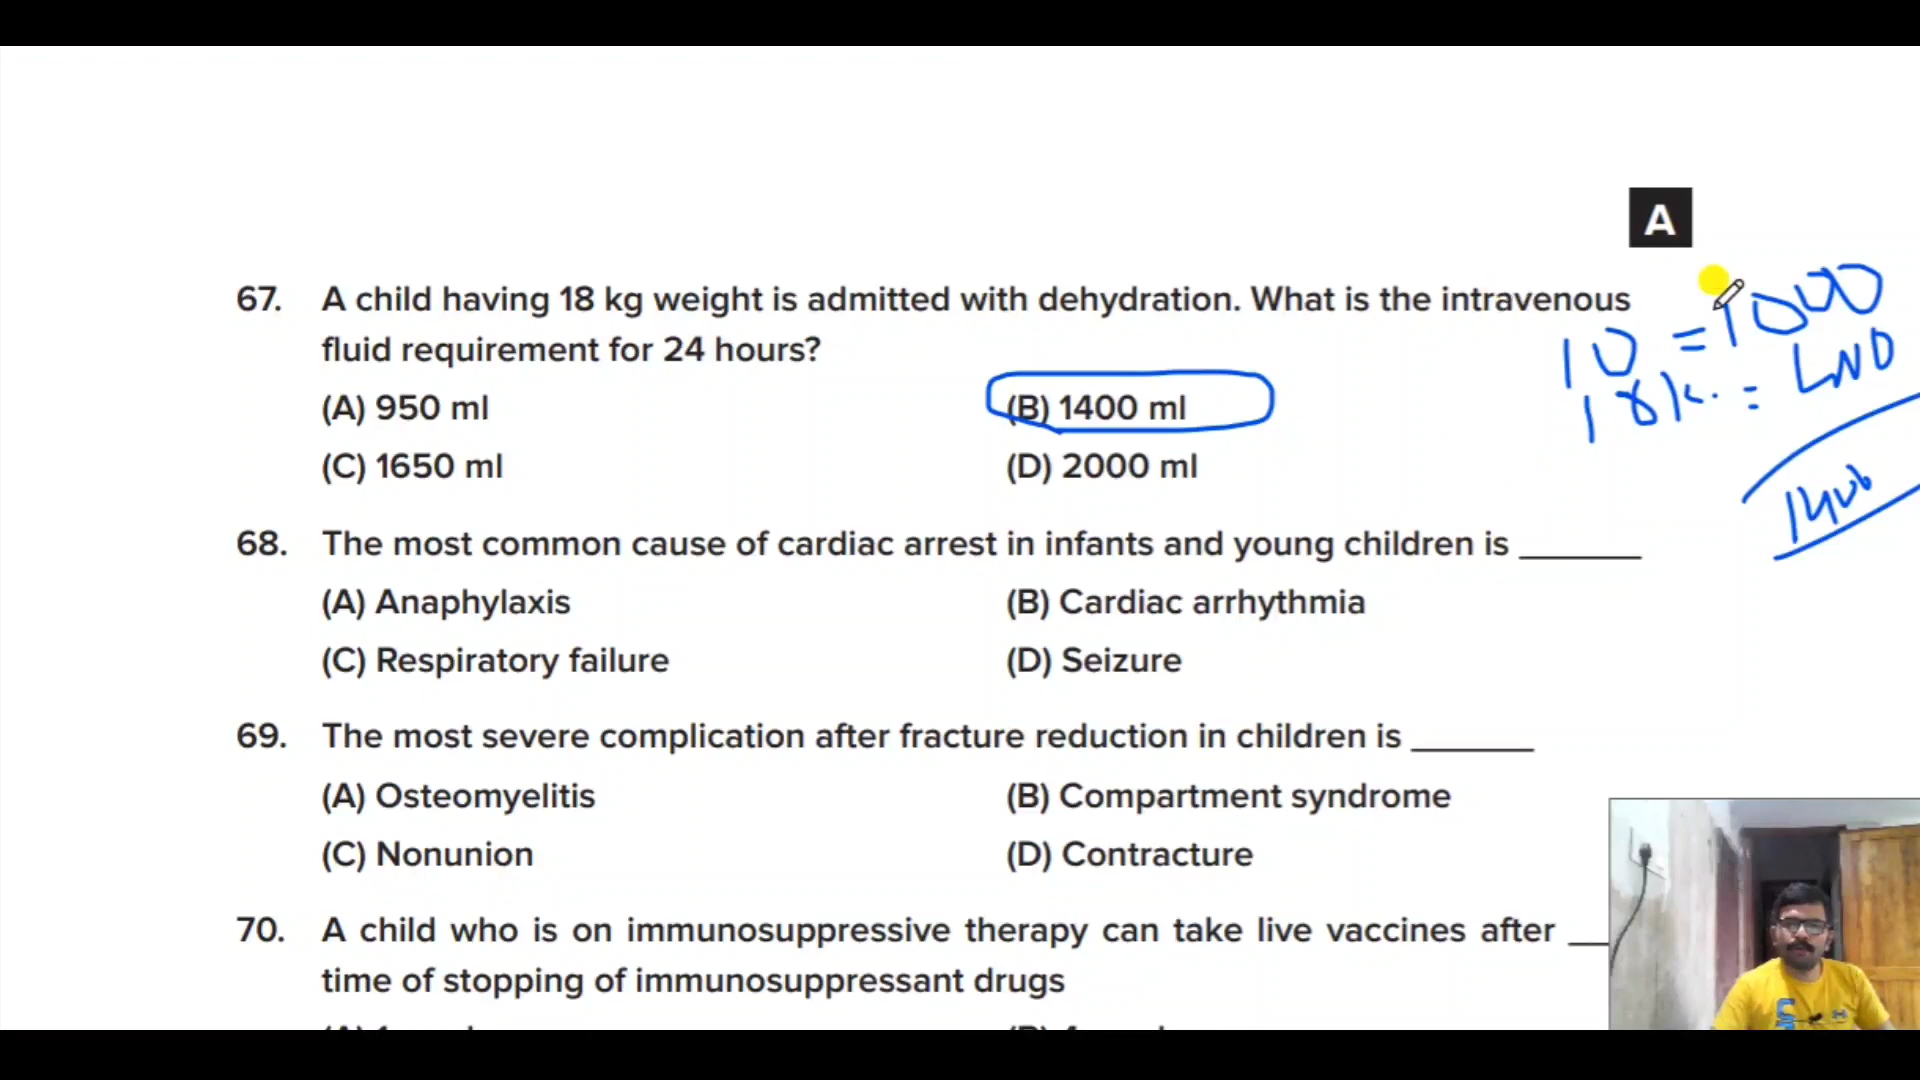 A
67. A child having 18 kg weight is admitted with dehydration. What is the intravenous
fluid requirement for 24 hours?
(A) 950 ml (B) 1400 ml
(C) 1650 ml (D) 2000 ml
10 = 1000
18k. =
1400
68. The most common cause of cardiac arrest in infants and young children is ______
(A) Anaphylaxis (B) Cardiac arrhythmia
(C) Respiratory failure (D) Seizure
69. The most severe complication after fracture reduction in children is ______
(A) Osteomyelitis (B) Compartment syndrome
(C) Nonunion (D) Contracture
70. A child who is on immunosuppressive therapy can take live vaccines after __
time of stopping of immunosuppressant drugs